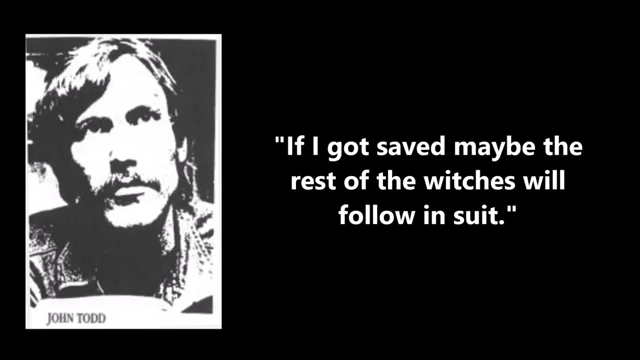 "If I got saved maybe the
rest of the witches will
follow in suit."
JOHN TODD